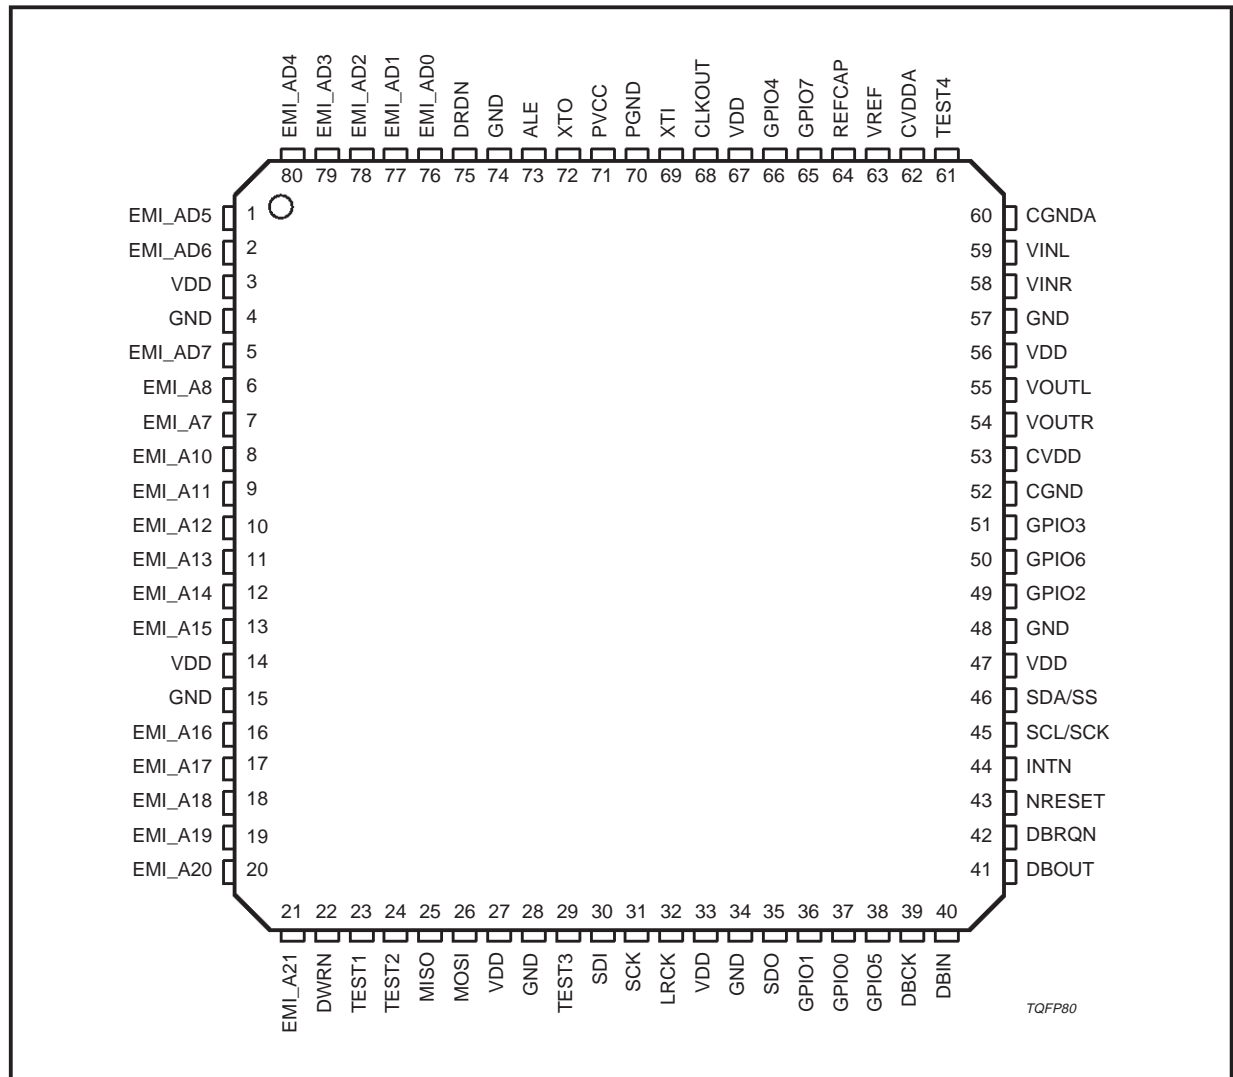 EMI_AD4 EMI_AD3 EMI_AD2 EMI_AD1 EMI_AD0 DRDN GND ALE XTO PVCC PGND XTI CLKOUT VDD GPIO4 GPIO7 REFCAP VREF CVDDA TEST4
80 79 78 77 76 75 74 73 72 71 70 69 68 67 66 65 64 63 62 61
EMI_AD5 1 60 CGNDA
EMI_AD6 2 59 VINL
VDD 3 58 VINR
GND 4 57 GND
EMI_AD7 5 56 VDD
EMI_A8 6 55 VOUTL
EMI_A7 7 54 VOUTR
EMI_A10 8 53 CVDD
EMI_A11 9 52 CGND
EMI_A12 10 51 GPIO3
EMI_A13 11 50 GPIO6
EMI_A14 12 49 GPIO2
EMI_A15 13 48 GND
VDD 14 47 VDD
GND 15 46 SDA/SS
EMI_A16 16 45 SCL/SCK
EMI_A17 17 44 INTN
EMI_A18 18 43 NRESET
EMI_A19 19 42 DBRQN
EMI_A20 20 41 DBOUT
21 22 23 24 25 26 27 28 29 30 31 32 33 34 35 36 37 38 39 40
EMI_A21 DWRN TEST1 TEST2 MISO MOSI VDD GND TEST3 SDI SCK LRCK VDD GND SDO GPIO1 GPIO0 GPIO5 DBCK DBIN
TQFP80